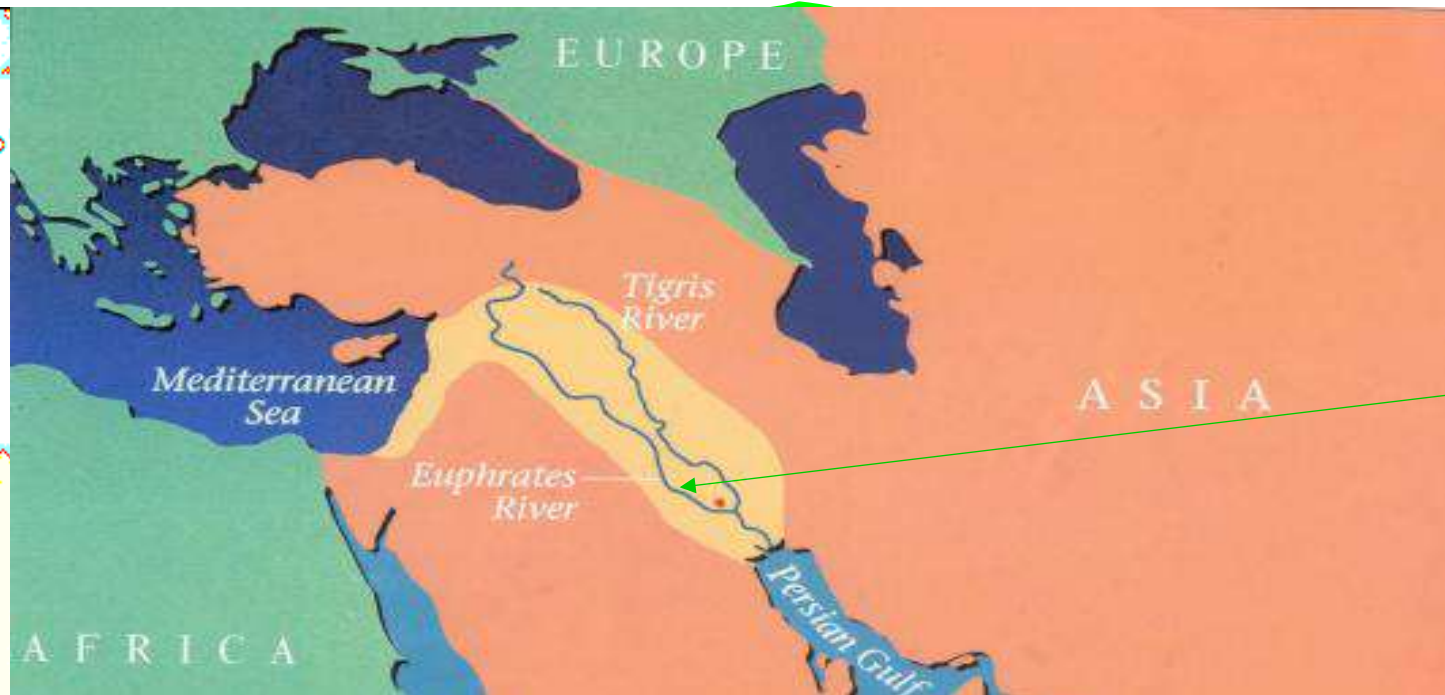 EUROPE
Tigris
River
Mediterranean
Sea
ASIA
Euphrates
River
Persian Gulf
AFRICA